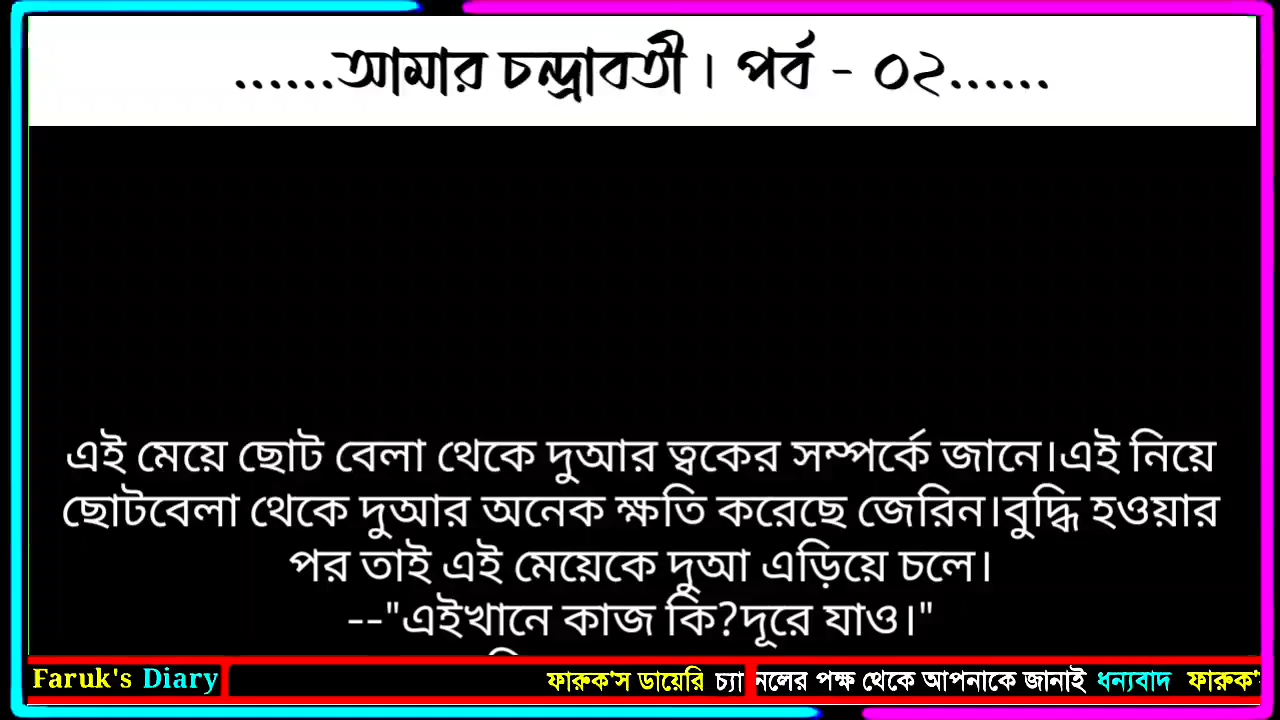 ......আমার চন্দ্রাবতী। পর্ব - ০২......
এই মেয়ে ছোট বেলা থেকে দুআর ত্বকের সম্পর্কে জানে।এই নিয়ে
ছোটবেলা থেকে দুআর অনেক ক্ষতি করেছে জেরিন।বুদ্ধি হওয়ার
পর তাই এই মেয়েকে দুআ এড়িয়ে চলে।
--"এইখানে কাজ কি?দূরে যাও।"
Faruk's Diary ফারুক'স ডায়েরি চ্যানলের পক্ষ থেকে আপনাকে জানাই ধন্যবাদ ফারুক'